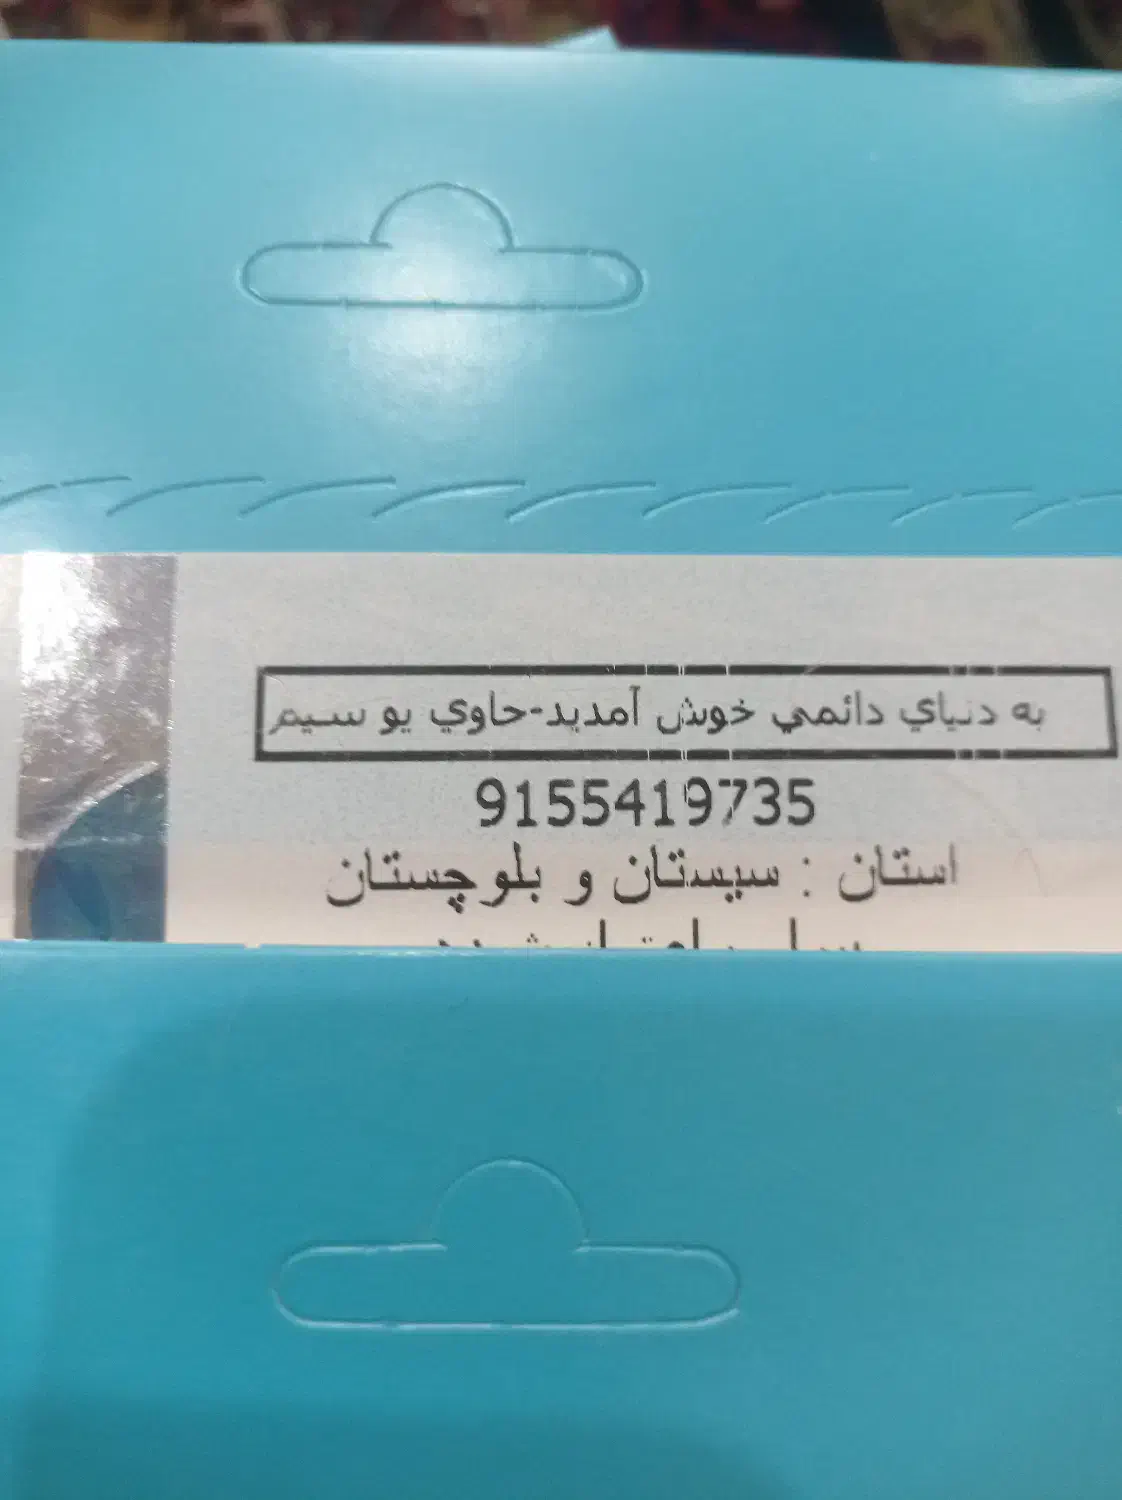 به دنياي دائمي خوش آمديد-حاوي يو سيم
9155419735
استان : سيستان و بلوچستان